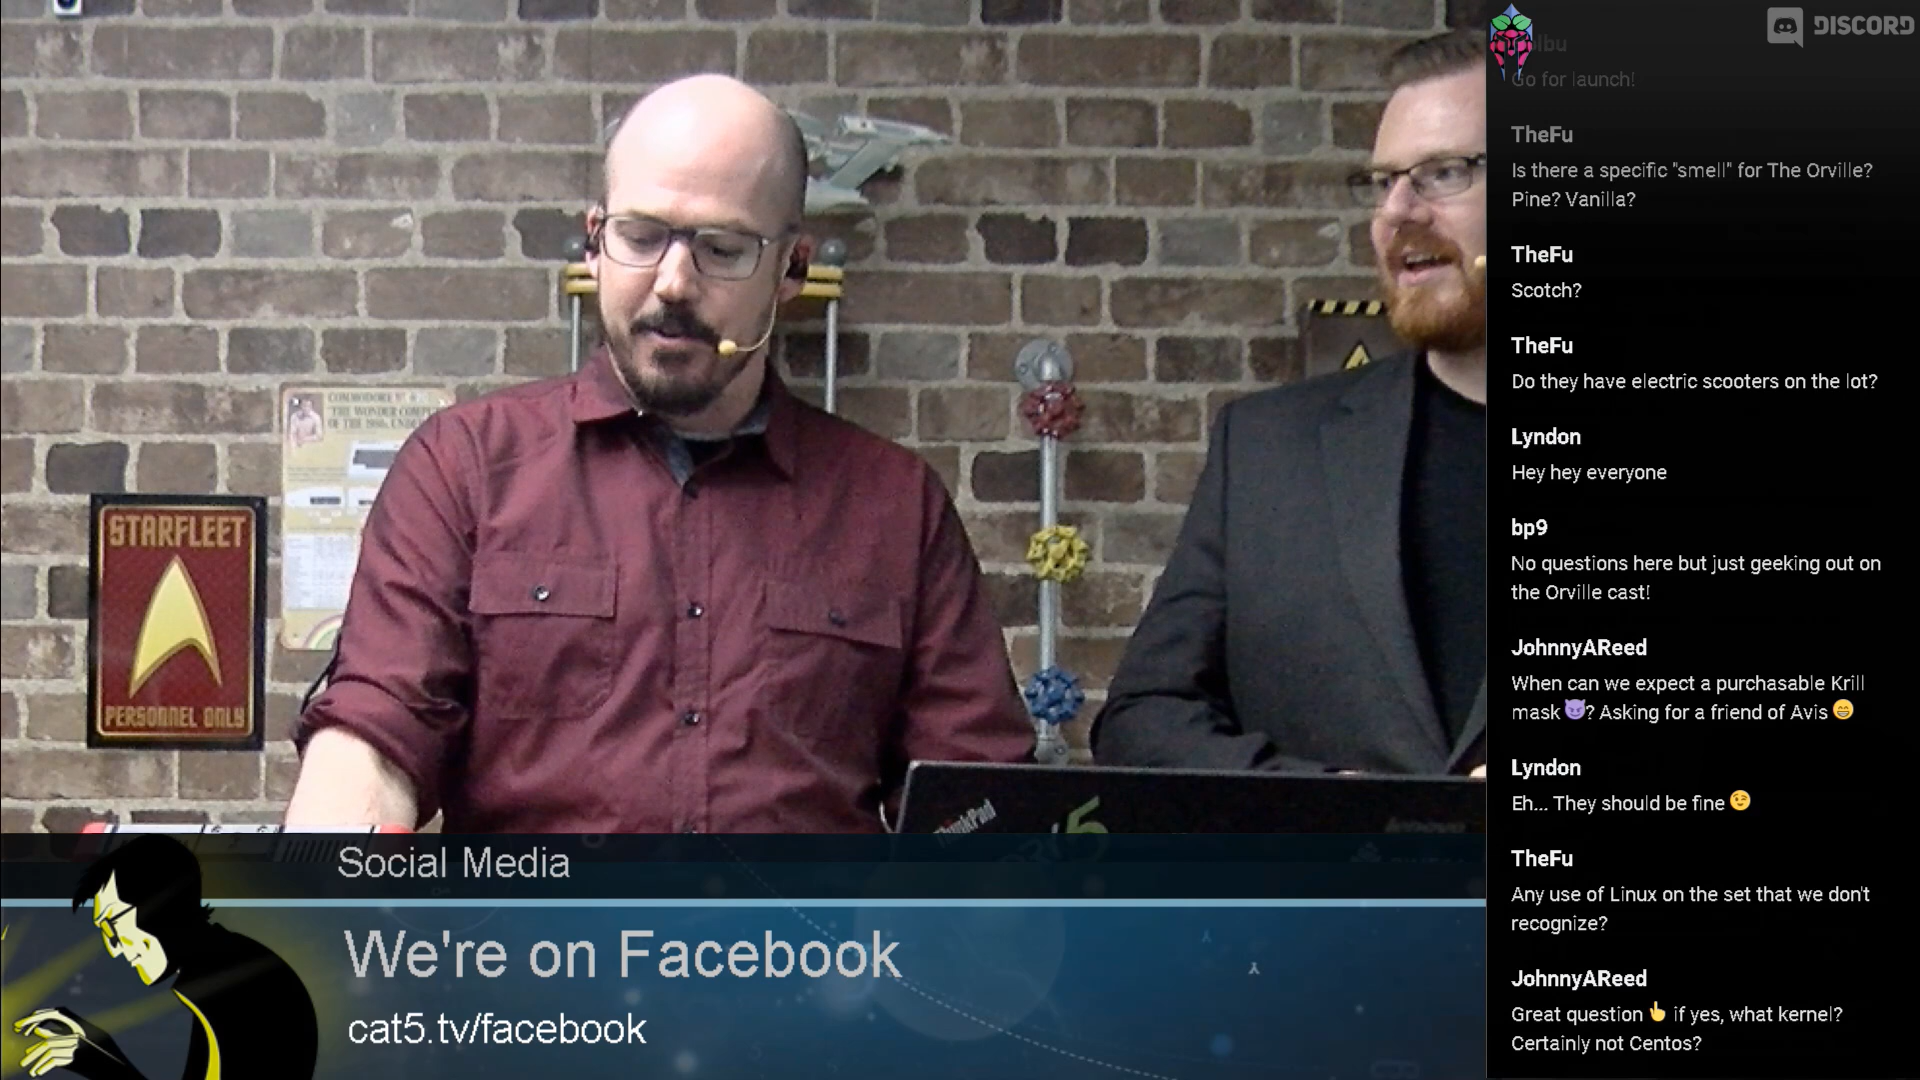 DISCORD
Go for launch!
TheFu
Is there a specific "smell" for The Orville?
Pine? Vanilla?
TheFu
Scotch?
TheFu
Do they have electric scooters on the lot?
Lyndon
Hey hey everyone
bp9
No questions here but just geeking out on
the Orville cast!
JohnnyAReed
When can we expect a purchasable Krill
mask 😈? Asking for a friend of Avis 😁
Lyndon
Eh... They should be fine 😉
TheFu
Any use of Linux on the set that we don't
recognize?
JohnnyAReed
Great question 👆 if yes, what kernel?
Certainly not Centos?
STARFLEET
PERSONNEL ONLY
ThinkPad
Social Media
We're on Facebook
cat5.tv/facebook